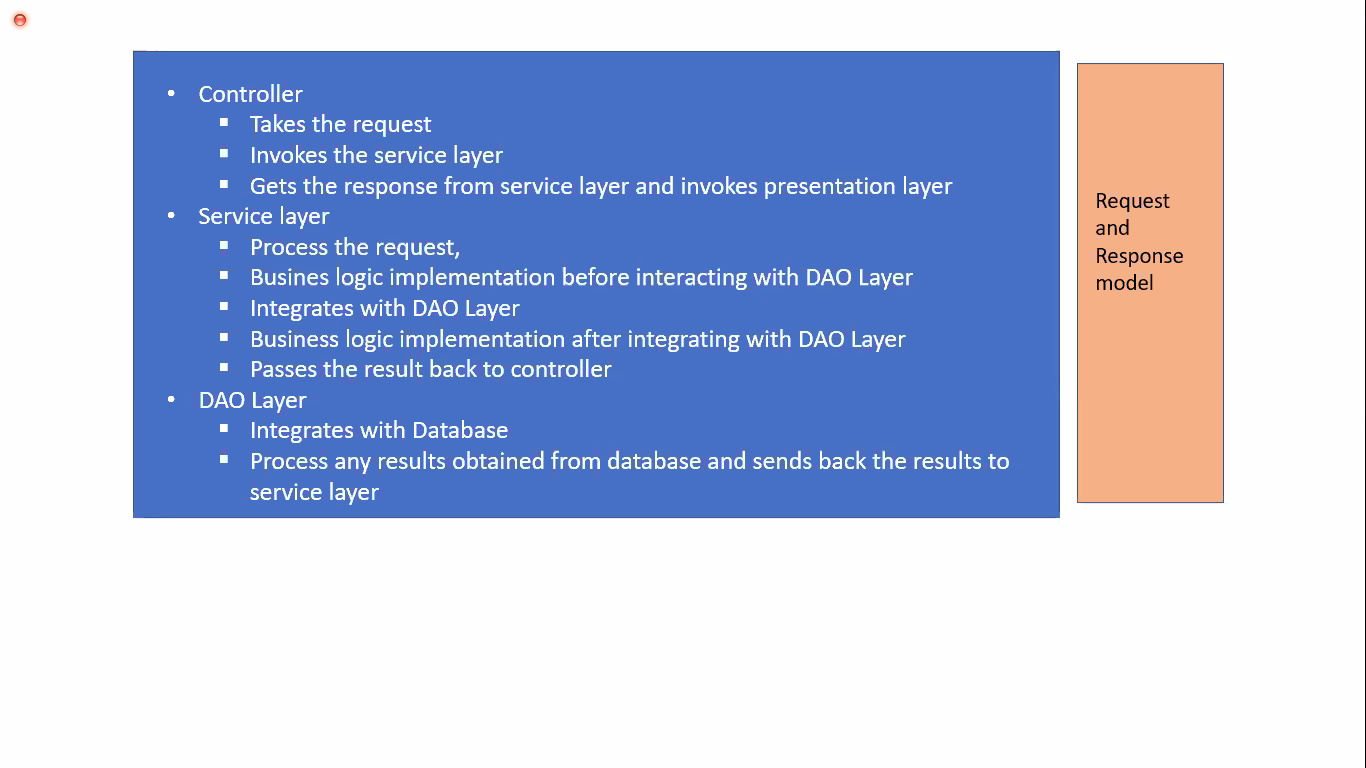 • Controller
▪ Takes the request
▪ Invokes the service layer
▪ Gets the response from service layer and invokes presentation layer
• Service layer
▪ Process the request,
▪ Busines logic implementation before interacting with DAO Layer
▪ Integrates with DAO Layer
▪ Business logic implementation after integrating with DAO Layer
▪ Passes the result back to controller
• DAO Layer
▪ Integrates with Database
▪ Process any results obtained from database and sends back the results to
service layer
Request
and
Response
model